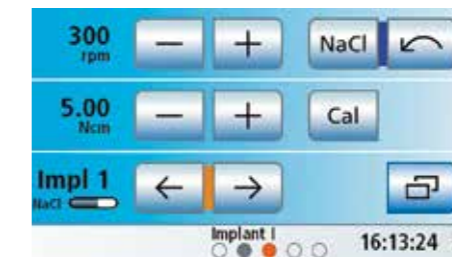 300 NaCl
rpm
5.00 Cal
Ncm
Impl 1
NaCl
Implant I 16:13:24